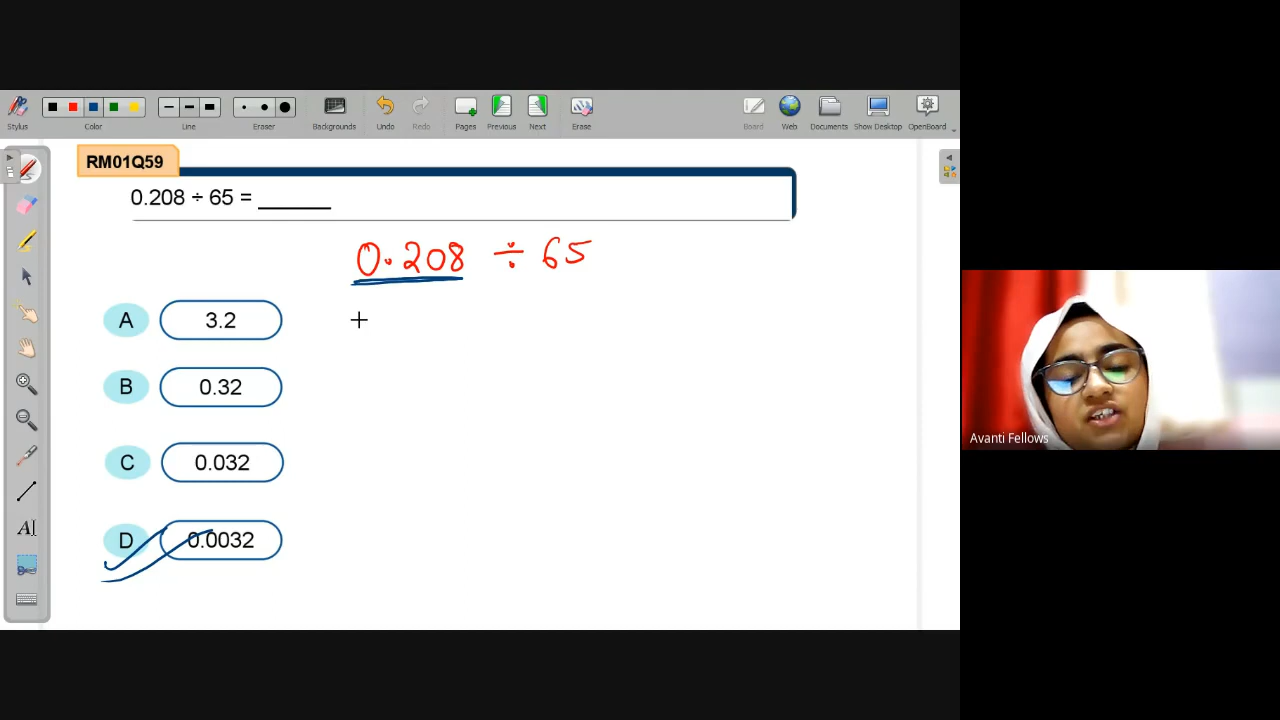 Stylus Color Line Eraser Backgrounds Undo Redo Pages Previous Next Erase Board Web Documents Show Desktop OpenBoard
RM01Q59
0.208 ÷ 65 = ______
0.208 ÷ 65
A 3.2
B 0.32
C 0.032
D 0.0032
AI
Avanti Fellows